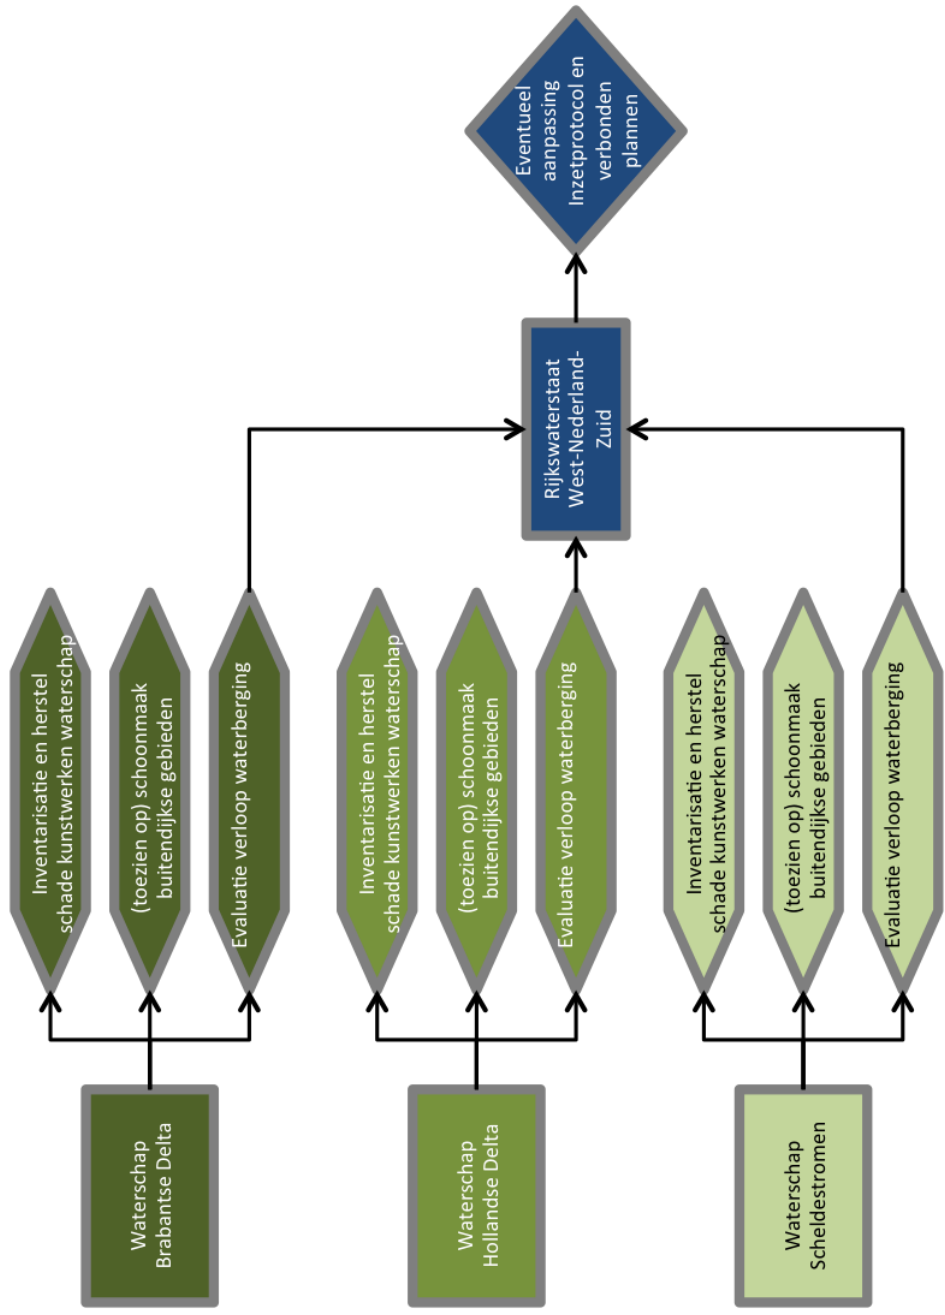 Waterschap
Brabantse Delta
Inventarisatie en herstel
schade kunstwerken waterschap
(toezien op) schoonmaak
buitendijkse gebieden
Evaluatie verloop waterberging
Waterschap
Hollandse Delta
Inventarisatie en herstel
schade kunstwerken waterschap
(toezien op) schoonmaak
buitendijkse gebieden
Evaluatie verloop waterberging
Waterschap
Scheldestromen
Inventarisatie en herstel
schade kunstwerken waterschap
(toezien op) schoonmaak
buitendijkse gebieden
Evaluatie verloop waterberging
Rijkswaterstaat
West-Nederland-
Zuid
Eventueel
aanpassing
Inzetprotocol en
verbonden
plannen